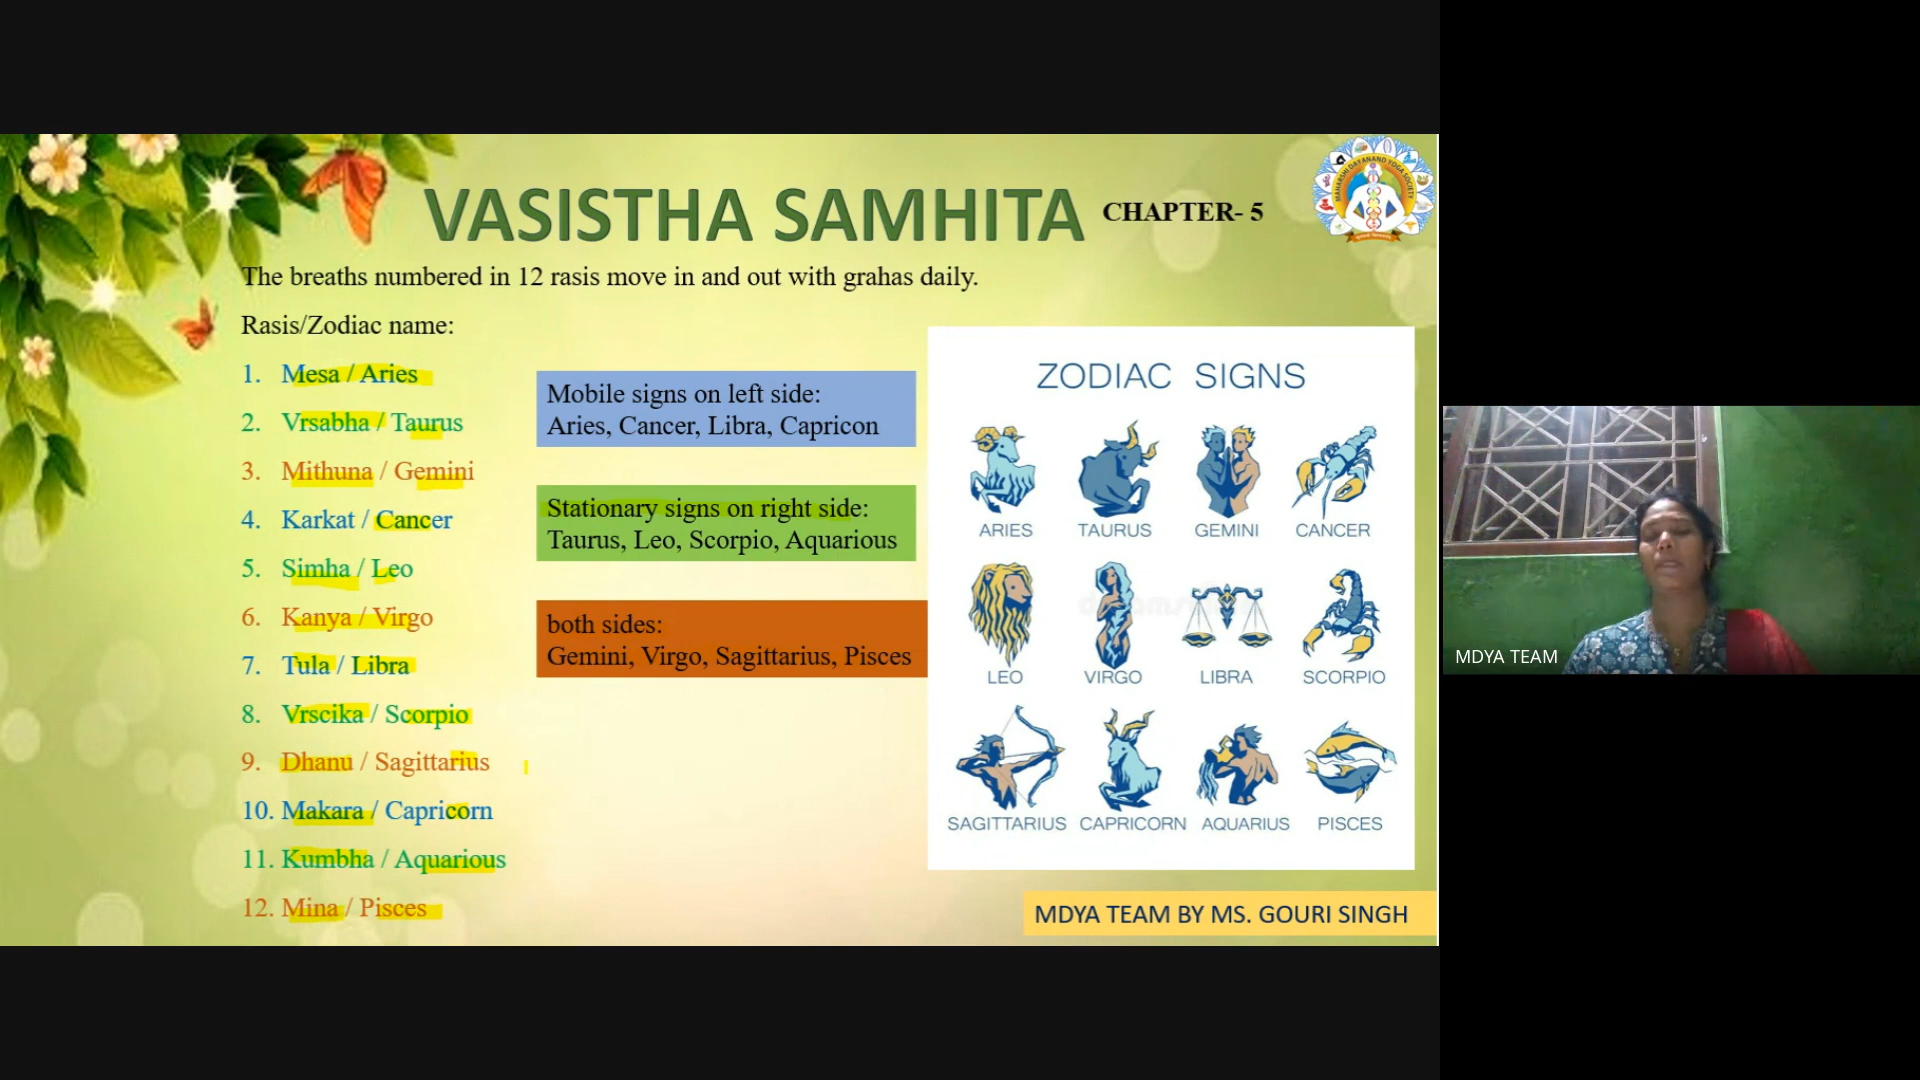 VASISTHA SAMHITA CHAPTER- 5
MAHARSHI DAYANAND YOGA SOCIETY
The breaths numbered in 12 rasis move in and out with grahas daily.
Rasis/Zodiac name:
1. Mesa / Aries
2. Vrsabha / Taurus
3. Mithuna / Gemini
4. Karkat / Cancer
5. Simha / Leo
6. Kanya / Virgo
7. Tula / Libra
8. Vrscika / Scorpio
9. Dhanu / Sagittarius
10. Makara / Capricorn
11. Kumbha / Aquarious
12. Mina / Pisces
Mobile signs on left side:
Aries, Cancer, Libra, Capricon
Stationary signs on right side:
Taurus, Leo, Scorpio, Aquarious
both sides:
Gemini, Virgo, Sagittarius, Pisces
ZODIAC SIGNS
ARIES TAURUS GEMINI CANCER
LEO VIRGO LIBRA SCORPIO
SAGITTARIUS CAPRICORN AQUARIUS PISCES
MDYA TEAM BY MS. GOURI SINGH
MDYA TEAM